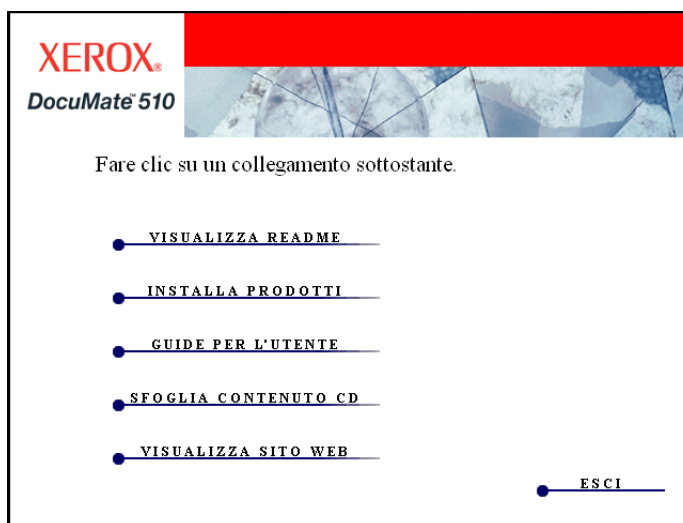 XEROX®
DocuMate™ 510
Fare clic su un collegamento sottostante.
VISUALIZZA README
INSTALLA PRODOTTI
GUIDE PER L'UTENTE
SFOGLIA CONTENUTO CD
VISUALIZZA SITO WEB
ESCI